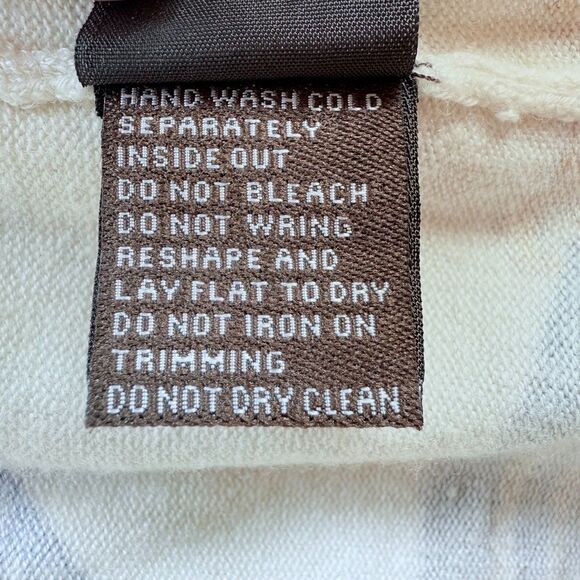 HAND WASH COLD
SEPARATELY
INSIDE OUT
DO NOT BLEACH
DO NOT WRING
RESHAPE AND
LAY FLAT TO DRY
DO NOT IRON ON
TRIMMING
DO NOT DRY CLEAN